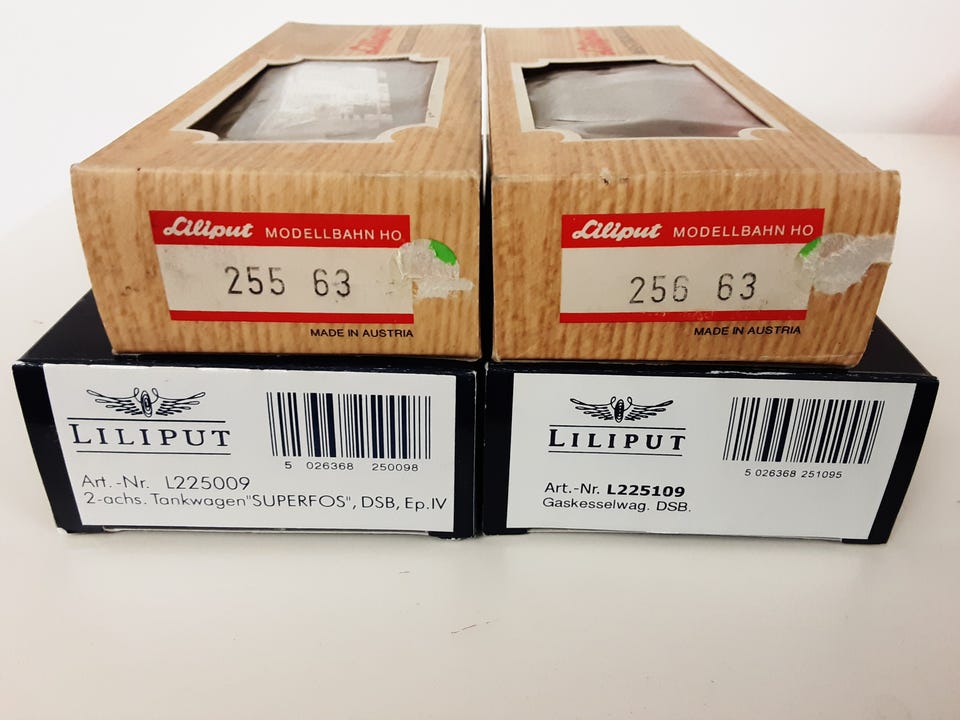 Liliput
Liliput MODELLBAHN HO
255 63
MADE IN AUSTRIA
Liliput MODELLBAHN HO
256 63
MADE IN AUSTRIA
LILIPUT
5 026368 250098
Art.-Nr. L225009
2-achs. Tankwagen"SUPERFOS", DSB, Ep.IV
LILIPUT
5 026368 251095
Art.-Nr. L225109
Gaskesselwag. DSB.